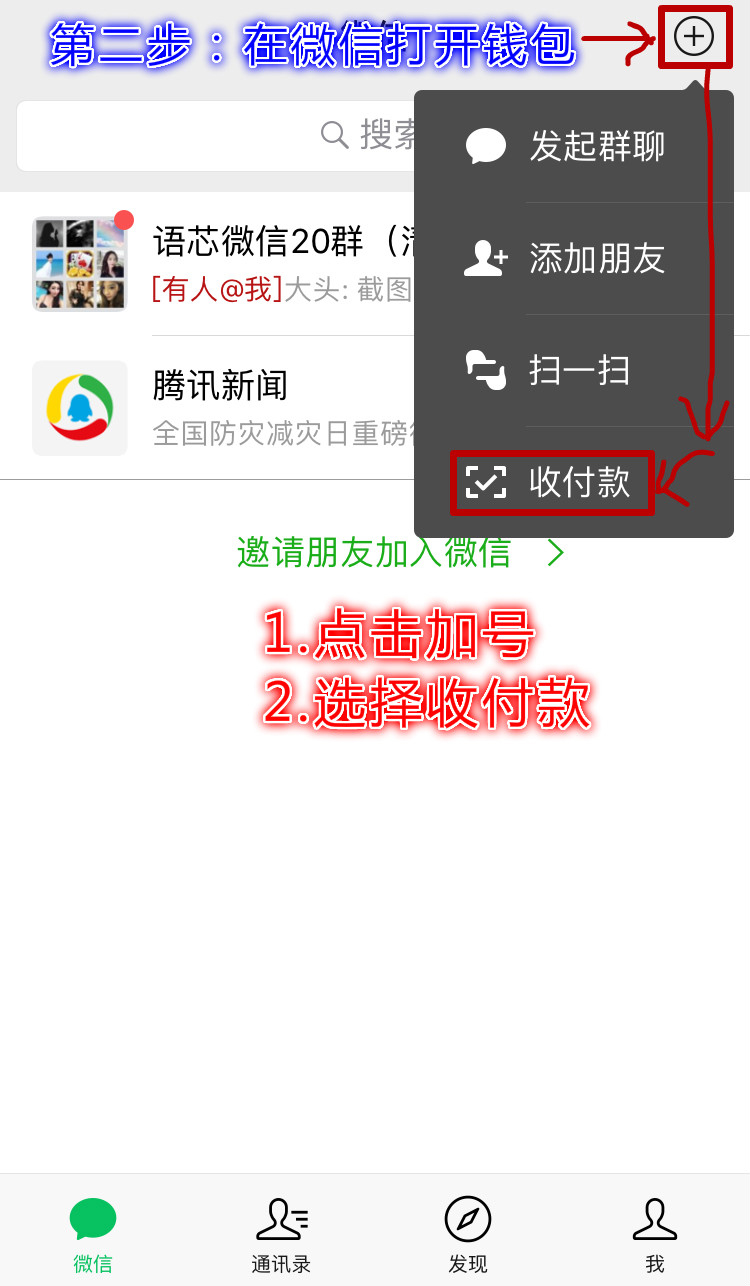 第二步：在微信打开钱包
搜索
发起群聊
添加朋友
扫一扫
收付款
语芯微信20群（
[有人@我]大头: 截图
腾讯新闻
全国防灾减灾日重磅
邀请朋友加入微信
1.点击加号
2.选择收付款
微信
通讯录
发现
我